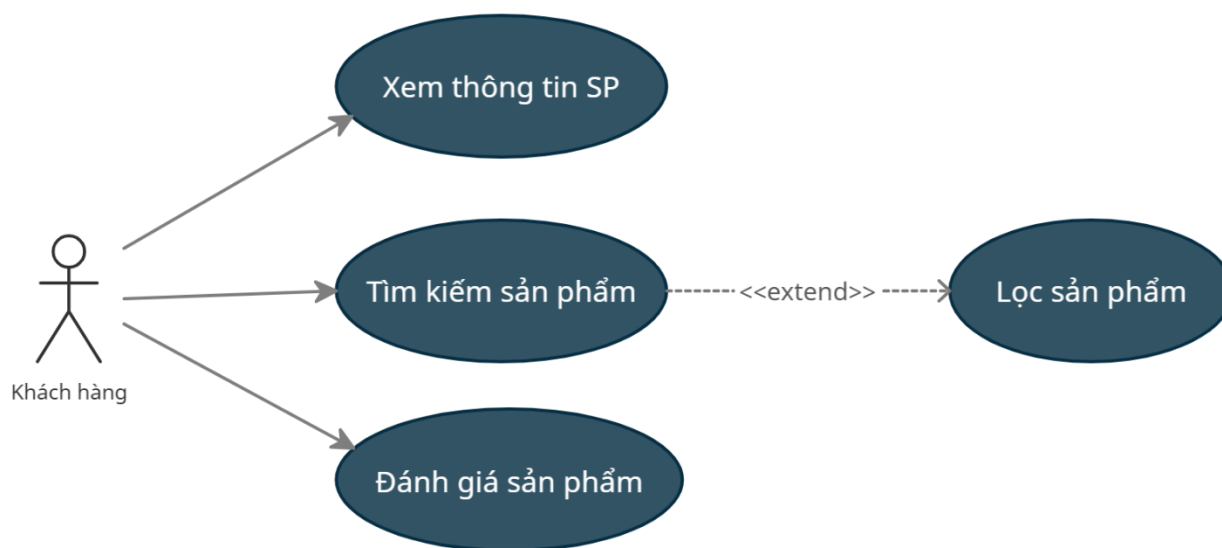 Xem thông tin SP
Tìm kiếm sản phẩm
<<extend>>
Lọc sản phẩm
Khách hàng
Đánh giá sản phẩm